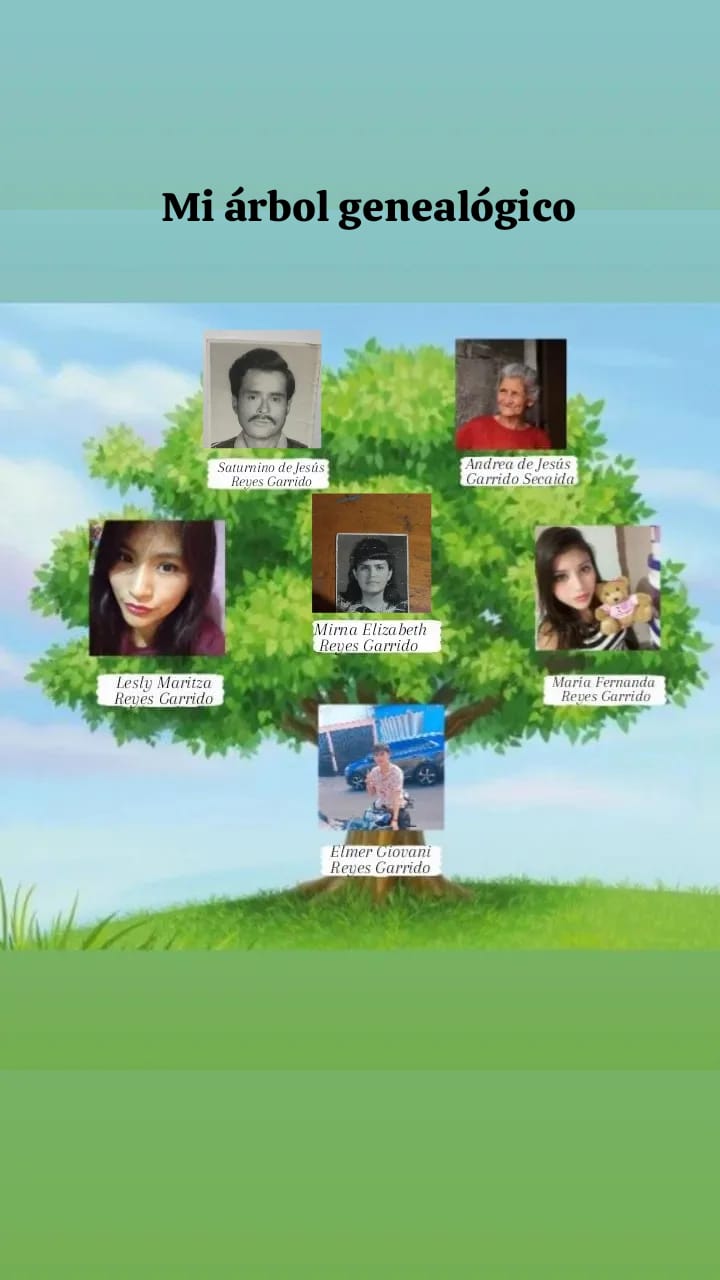 Mi árbol genealógico
Saturnino de Jesús
Reyes Garrido
Andrea de Jesús
Garrido Secaida
Mirna Elizabeth
Reyes Garrido
Lesly Maritza
Reyes Garrido
Maria Fernanda
Reyes Garrido
Elmer Giovani
Reyes Garrido